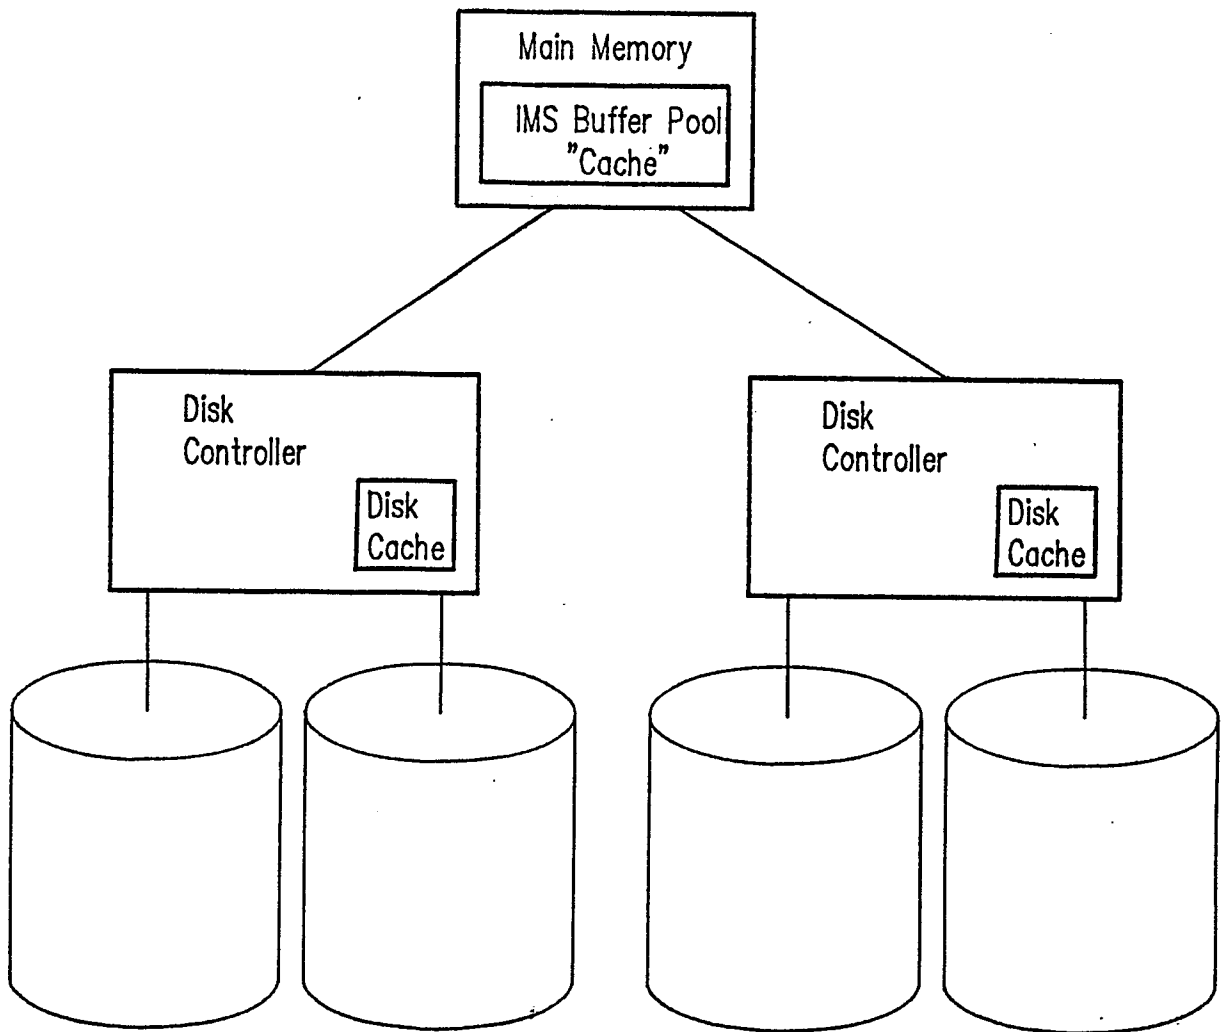 Main Memory
IMS Buffer Pool
"Cache"
Disk
Controller
Disk
Cache
Disk
Controller
Disk
Cache